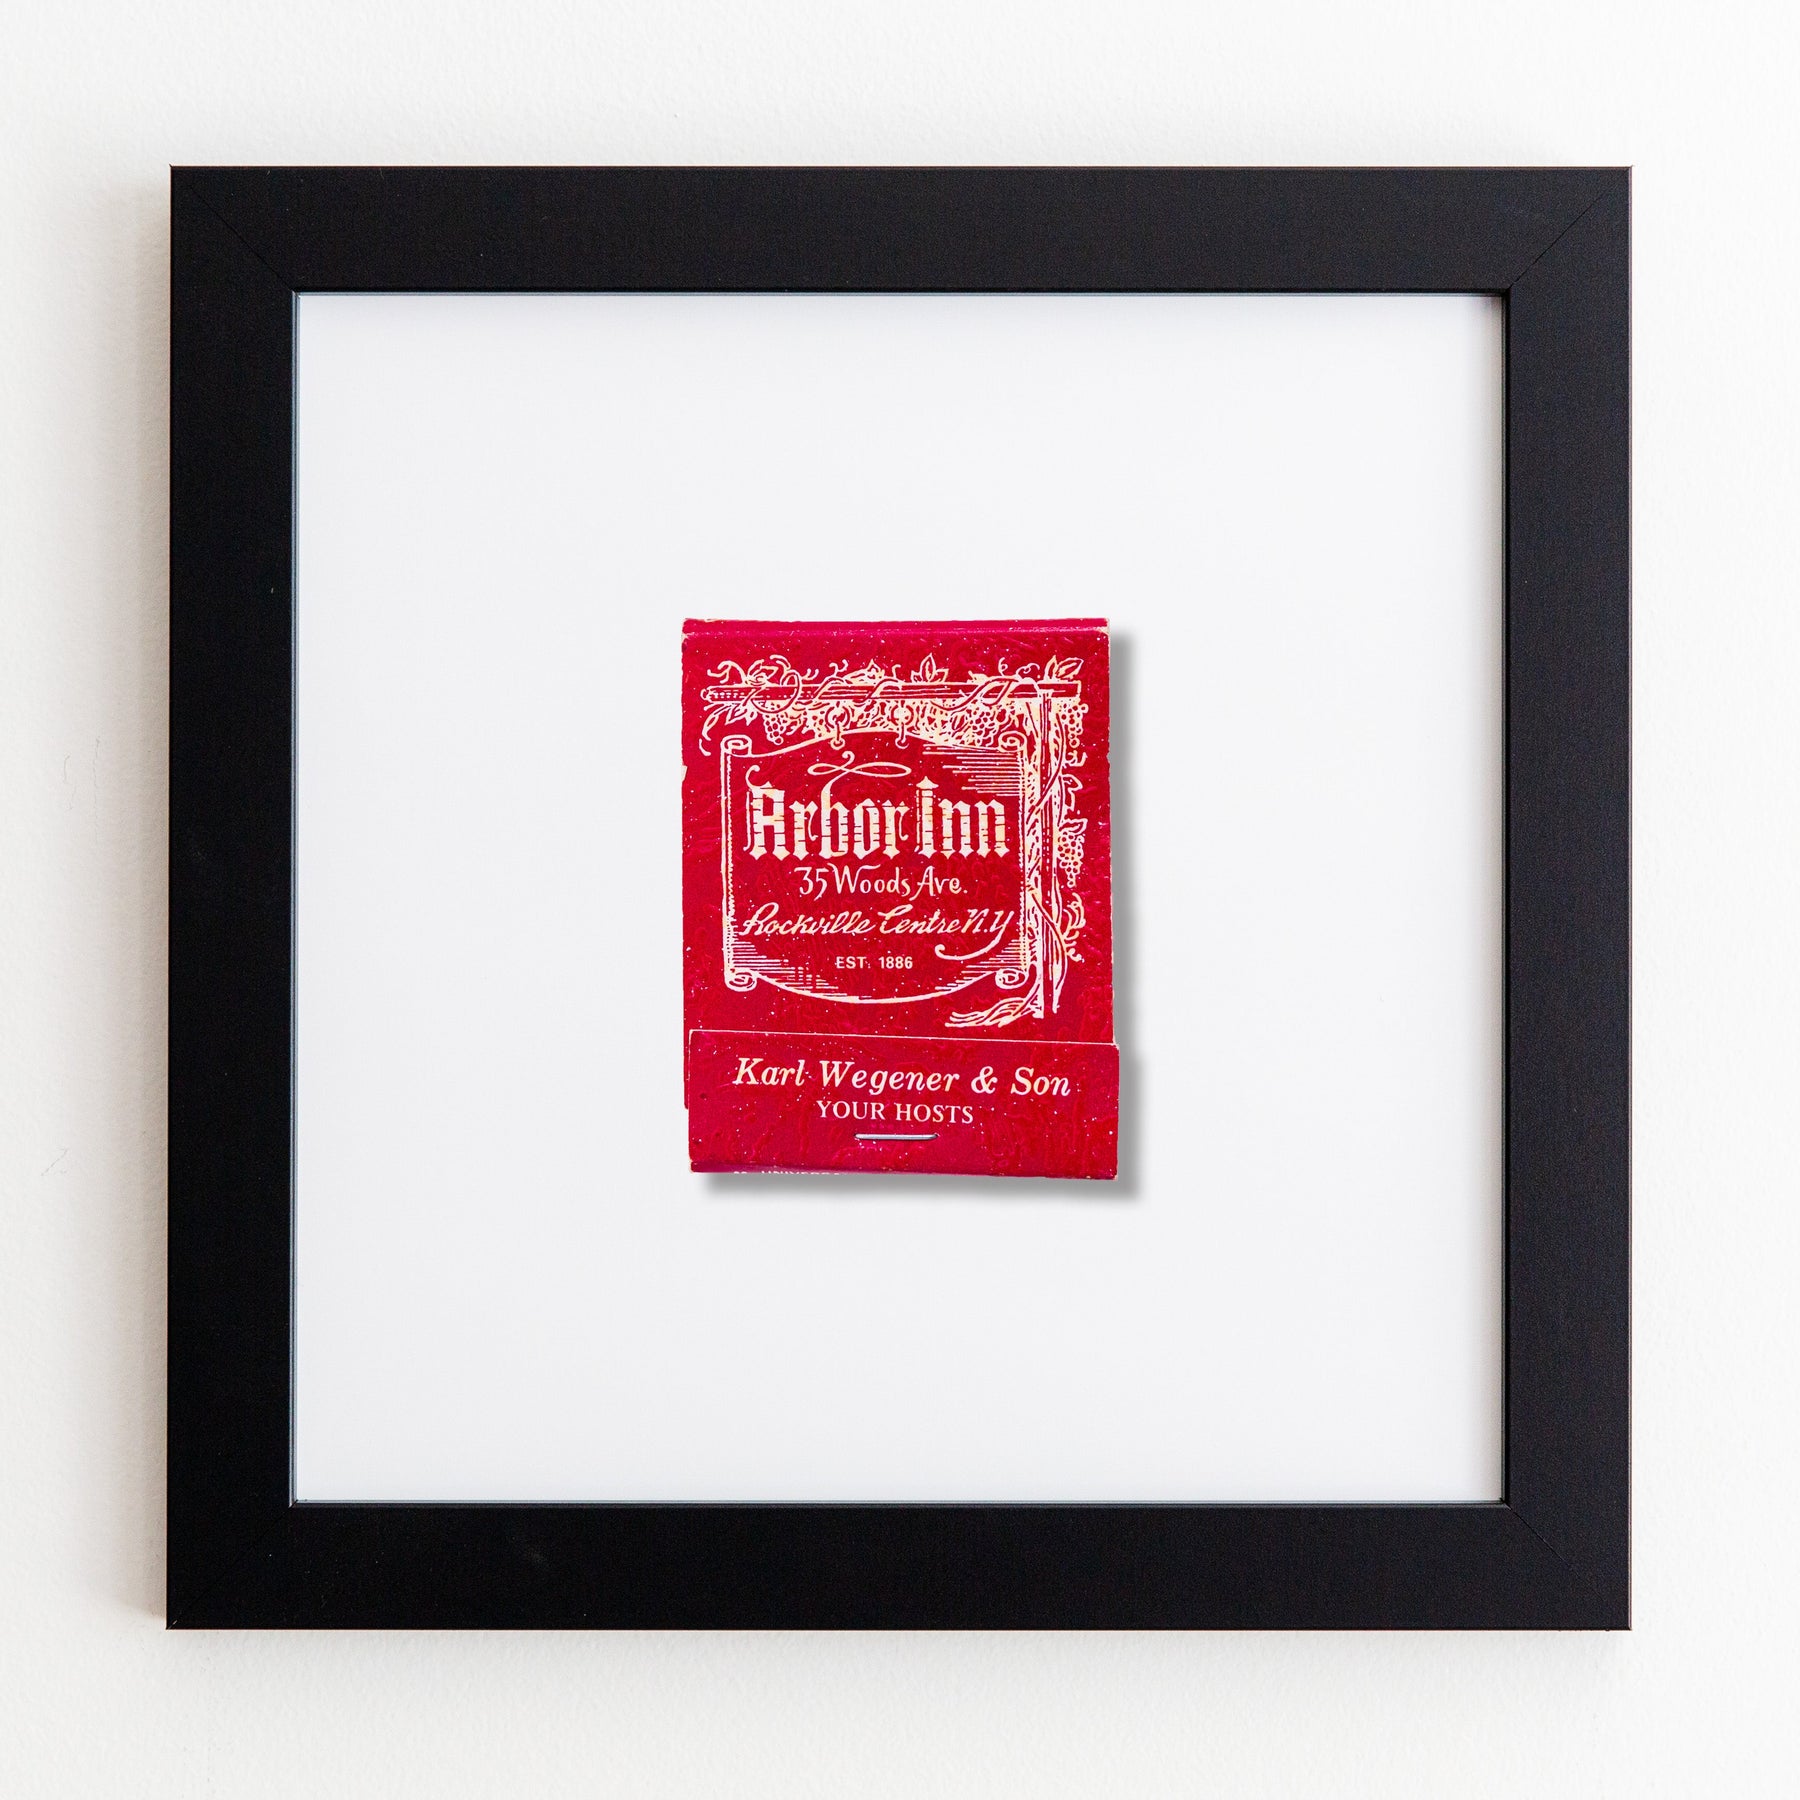 Arbor Inn
35 Woods Ave.
Rockville Centre N.Y
EST. 1886
Karl Wegener & Son
YOUR HOSTS